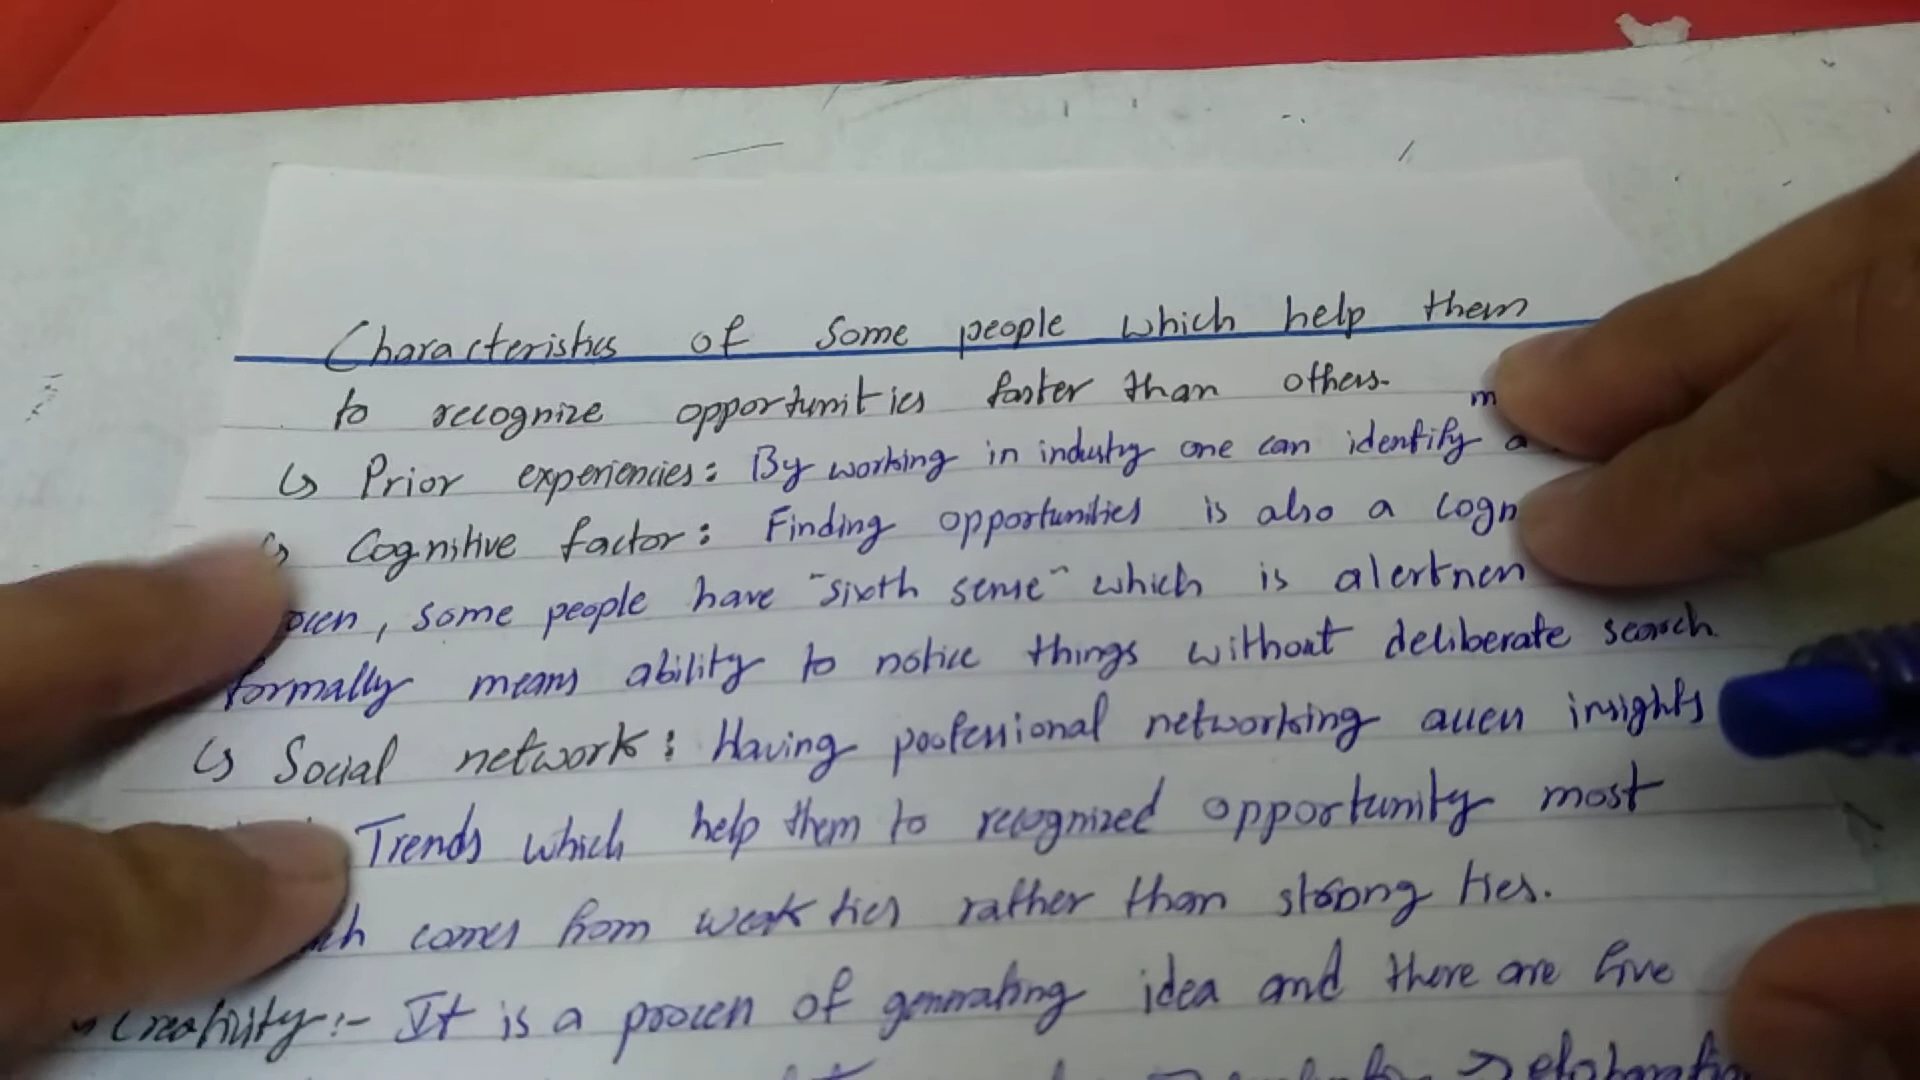 Characteristics of Some people which help them
to recognize opportunities faster than others.
↳ Prior experiencies: By working in industry one can identify
Cognitive factor: Finding opportunities is also a cogn
some people have "sixth sense" which is alertness
formally means ability to notice things without deliberate search
↳ Social network: Having professional networking access insights
Trends which help them to recognized opportunity most
comes from weak ties rather than strong ties.
Creativity:- It is a process of generating idea and there are five